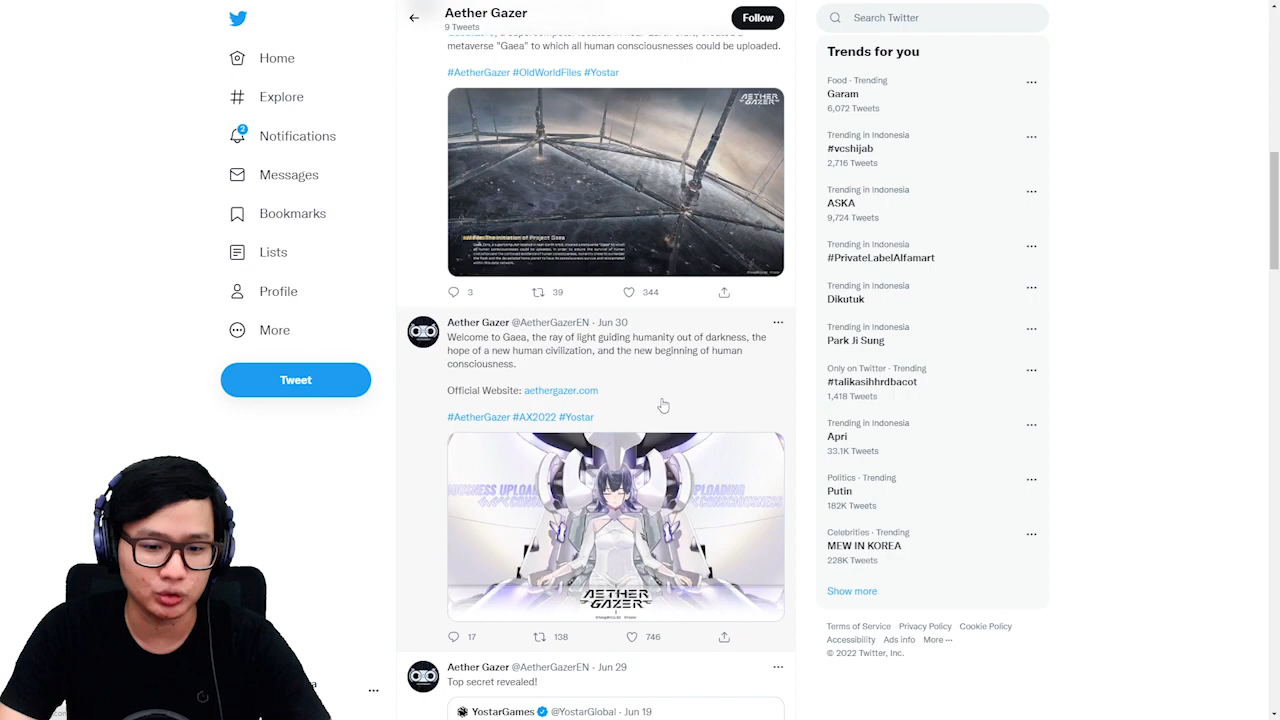 Home
Explore
2
Notifications
Messages
Bookmarks
Lists
Profile
More
Tweet
Aether Gazer
9 Tweets
Follow
metaverse "Gaea" to which all human consciousnesses could be uploaded.
#AetherGazer #OldWorldFiles #Yostar
AETHER
GAZER
3 39 344
Aether Gazer @AetherGazerEN · Jun 30
Welcome to Gaea, the ray of light guiding humanity out of darkness, the
hope of a new human civilization, and the new beginning of human
consciousness.
Official Website: aethergazer.com
#AetherGazer #AX2022 #Yostar
AETHER
GAZER
17 138 746
Aether Gazer @AetherGazerEN · Jun 29
Top secret revealed!
YostarGames @YostarGlobal · Jun 19
Search Twitter
Trends for you
Food · Trending
Garam
6,072 Tweets
Trending in Indonesia
#vcshijab
2,716 Tweets
Trending in Indonesia
ASKA
9,724 Tweets
Trending in Indonesia
#PrivateLabelAlfamart
Trending in Indonesia
Dikutuk
Trending in Indonesia
Park Ji Sung
Only on Twitter · Trending
#talikasihhrdbacot
1,418 Tweets
Trending in Indonesia
Apri
33.1K Tweets
Politics · Trending
Putin
182K Tweets
Celebrities · Trending
MEW IN KOREA
228K Tweets
Show more
Terms of Service Privacy Policy Cookie Policy
Accessibility Ads info More ···
© 2022 Twitter, Inc.